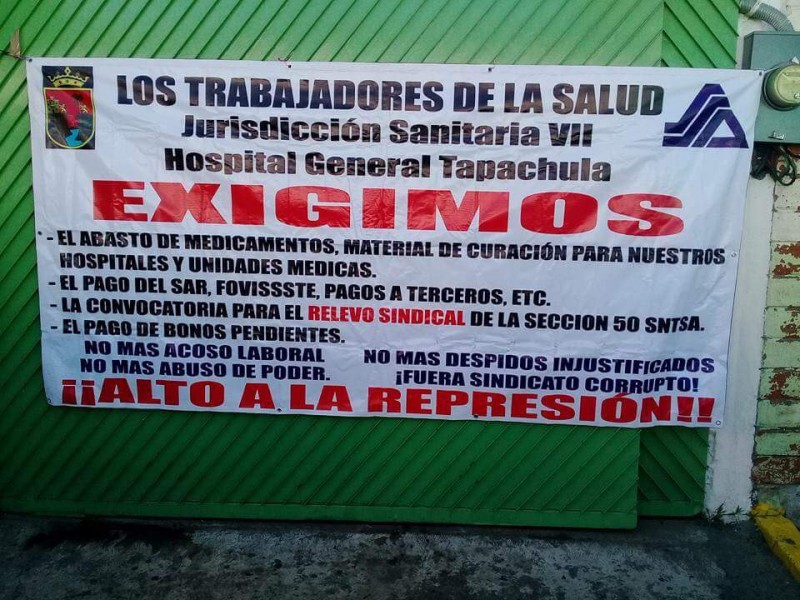 LOS TRABAJADORES DE LA SALUD
Jurisdicción Sanitaria VII
Hospital General Tapachula
EXIGIMOS
- EL ABASTO DE MEDICAMENTOS, MATERIAL DE CURACIÓN PARA NUESTROS
HOSPITALES Y UNIDADES MEDICAS.
- EL PAGO DEL SAR, FOVISSSTE, PAGOS A TERCEROS, ETC.
- LA CONVOCATORIA PARA EL RELEVO SINDICAL DE LA SECCION 50 SNTSA.
- EL PAGO DE BONOS PENDIENTES.
NO MAS ACOSO LABORAL
NO MAS ABUSO DE PODER.
NO MAS DESPIDOS INJUSTIFICADOS
¡FUERA SINDICATO CORRUPTO!
¡¡ALTO A LA REPRESIÓN!!